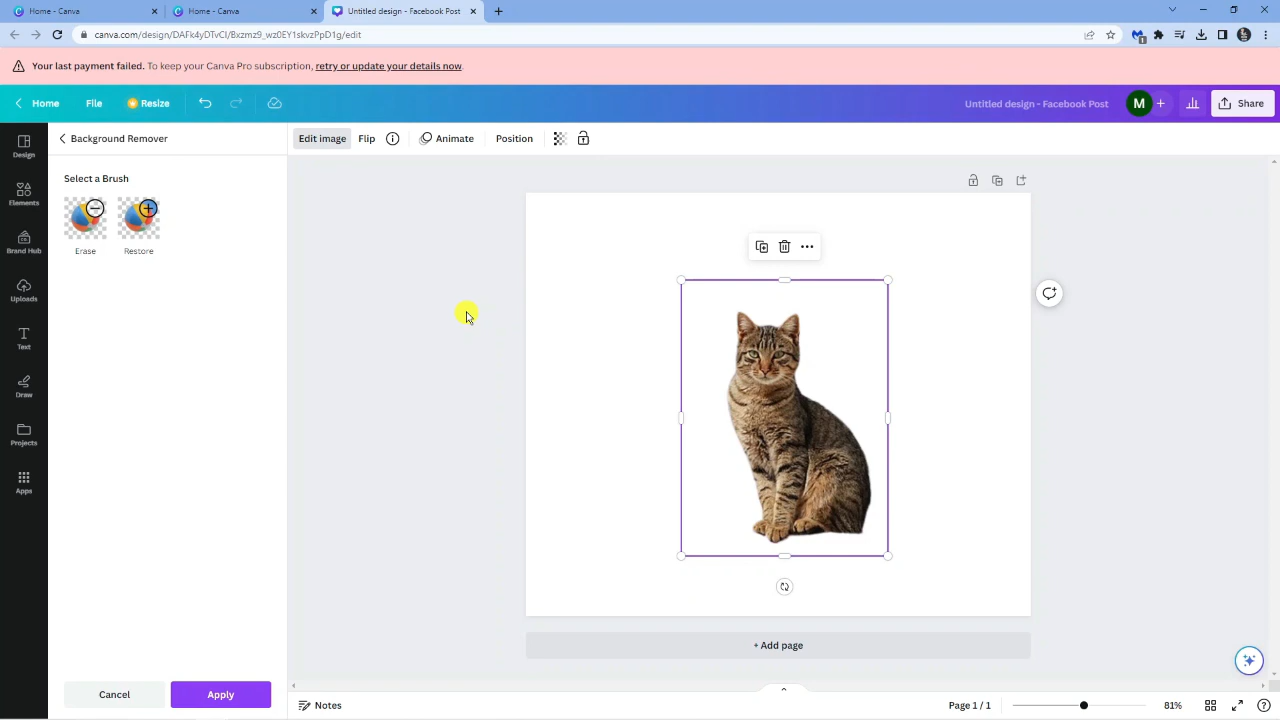 Home - Canva
Home - Canva
Untitled design - Facebook Post
canva.com/design/DAFk4yDTvCI/Bxzmz9_wz0EY1skvzPpD1g/edit
1
Your last payment failed. To keep your Canva Pro subscription, retry or update your details now.
Home
File
Resize
Untitled design - Facebook Post
M
Share
Background Remover
Edit image
Flip
Animate
Position
Design
Elements
Brand Hub
Uploads
Text
Draw
Projects
Apps
Select a Brush
Erase
Restore
+ Add page
Cancel
Apply
Notes
Page 1 / 1
81%